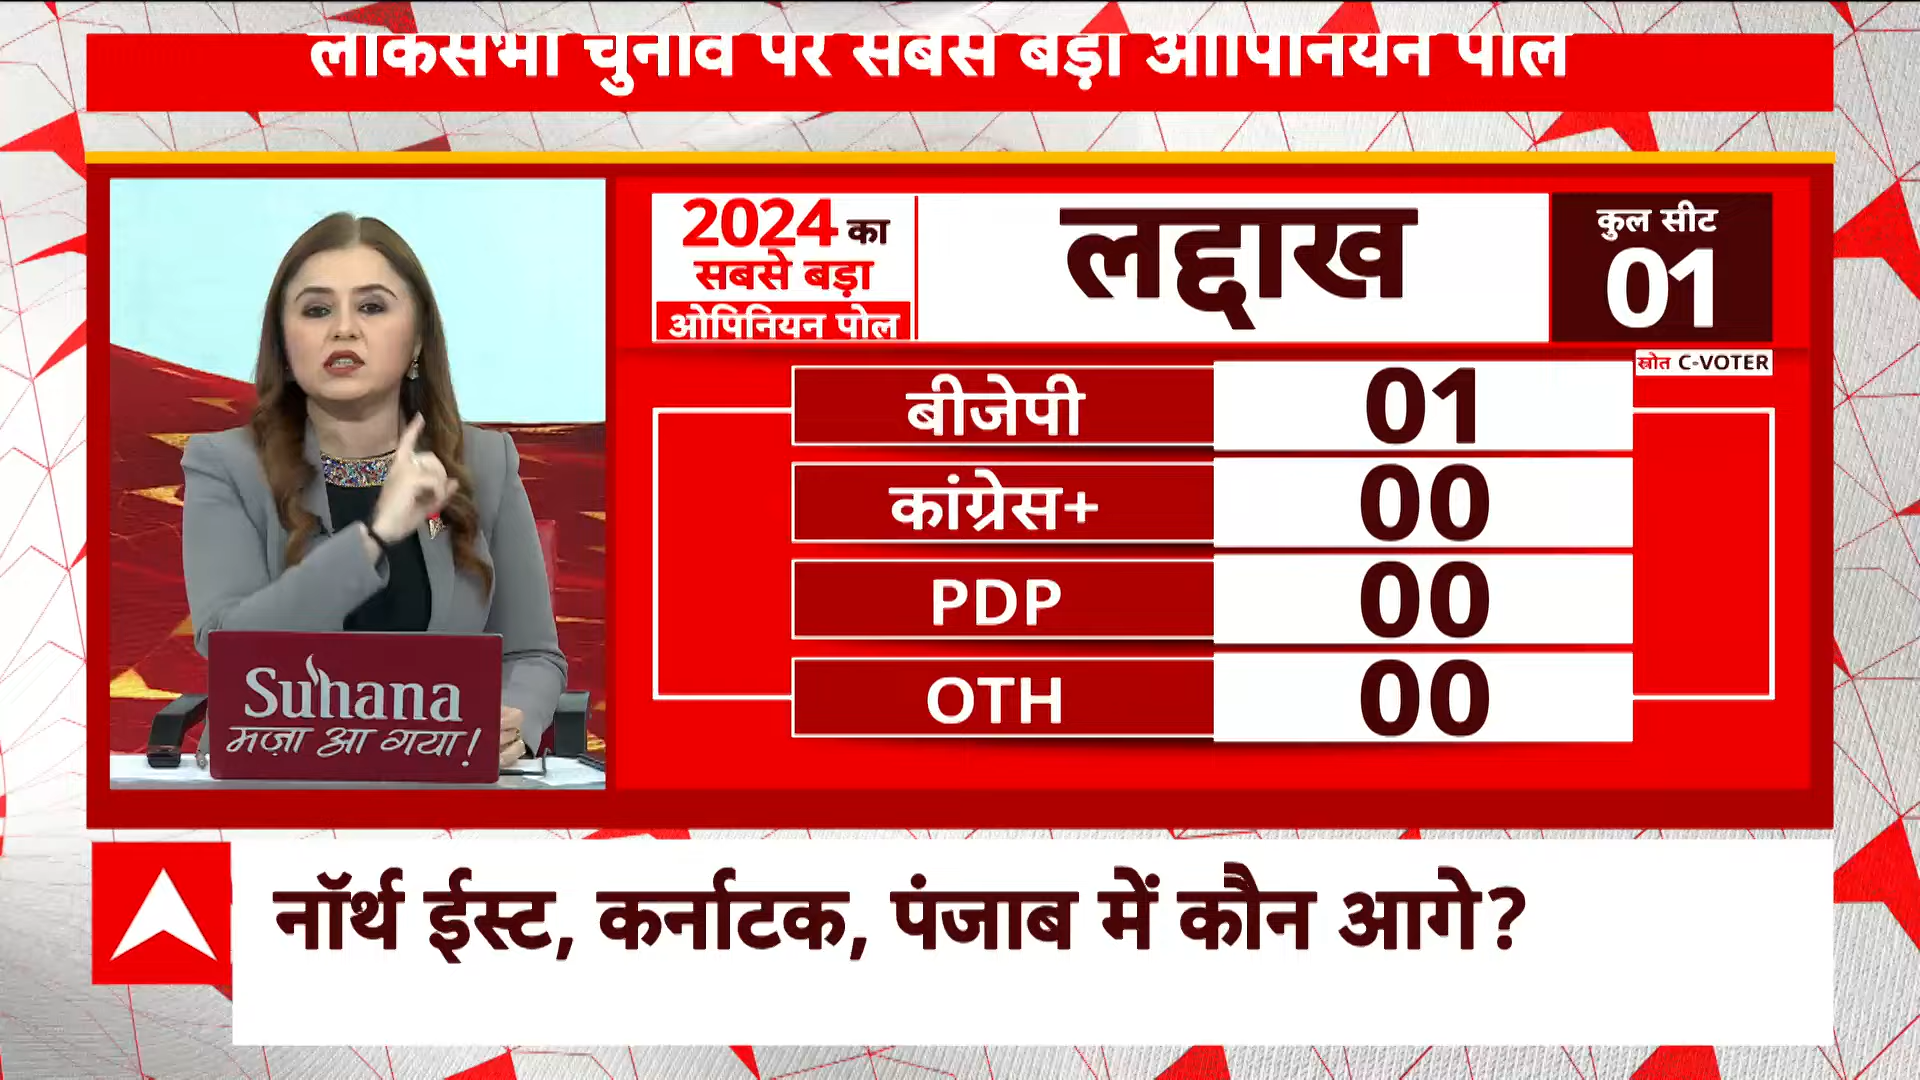 लोकसभा चुनाव पर सबसे बड़ा ओपिनियन पोल
2024 का
सबसे बड़ा
ओपिनियन पोल
लद्दाख
कुल सीट
01
स्रोत C-VOTER
बीजेपी 01
कांग्रेस+ 00
PDP 00
OTH 00
Suhana
मज़ा आ गया!
नॉर्थ ईस्ट, कर्नाटक, पंजाब में कौन आगे?